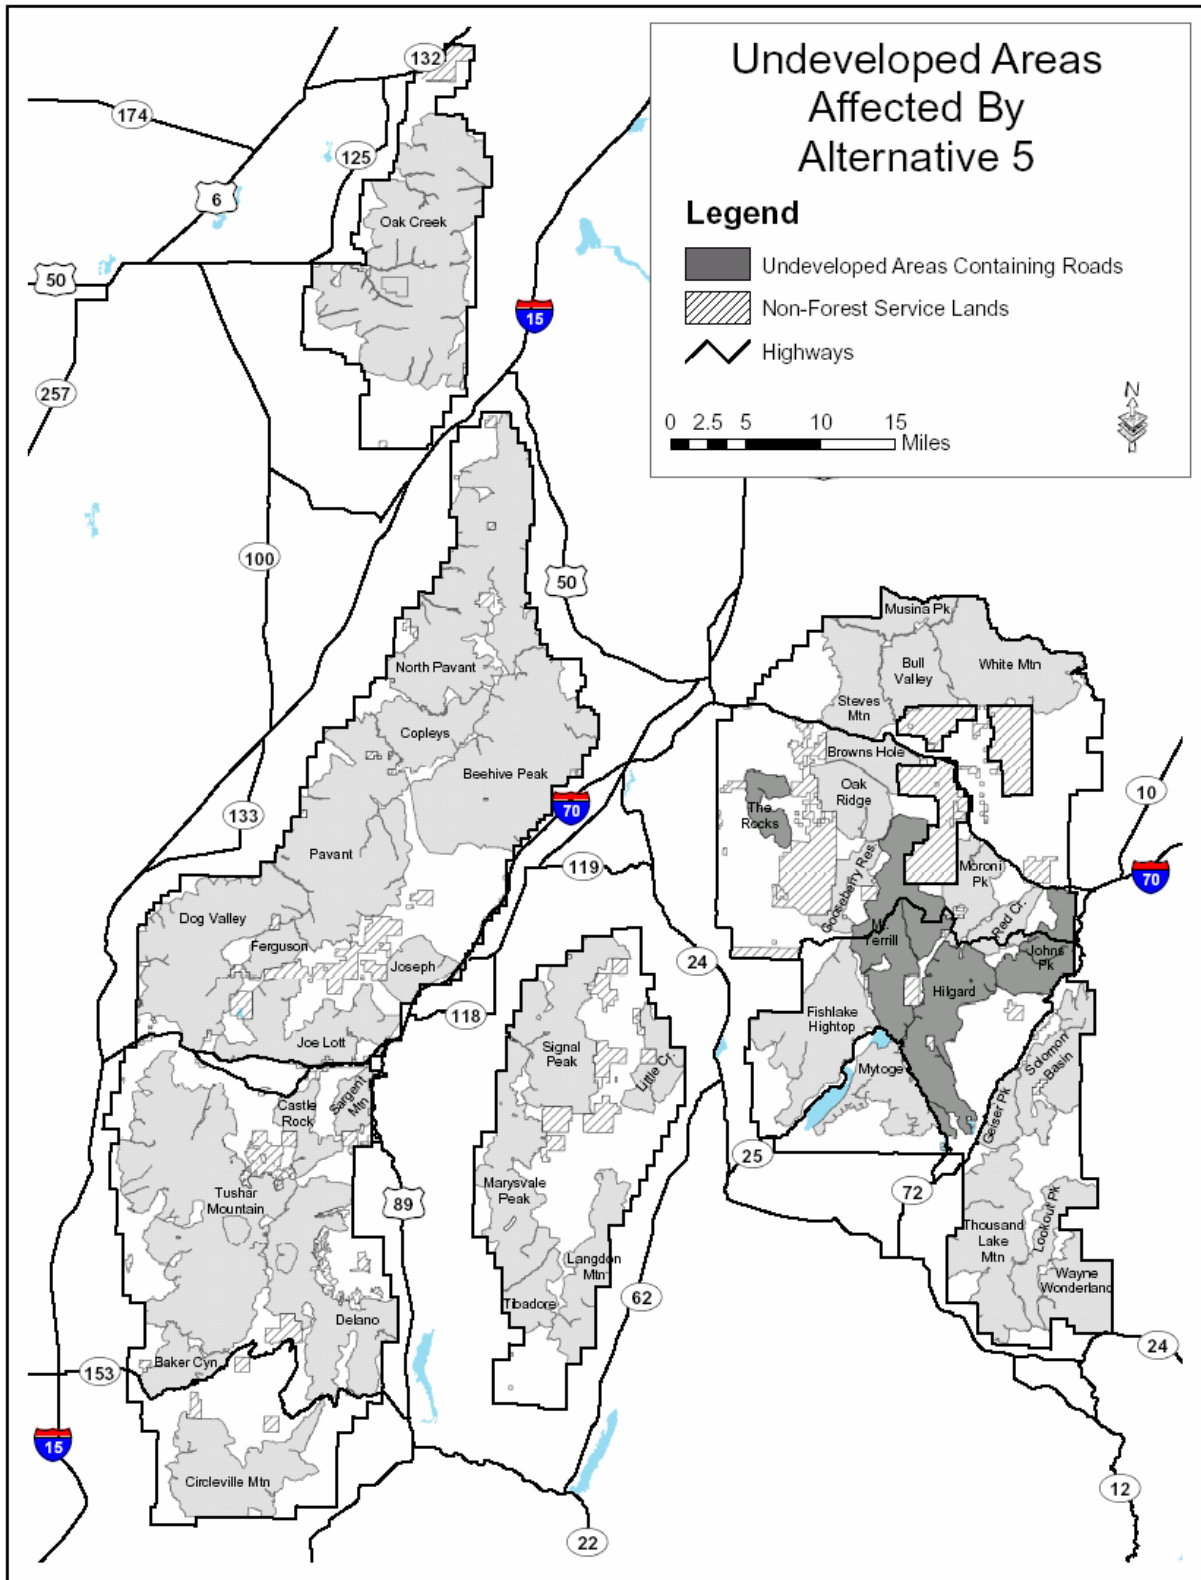 Undeveloped Areas
Affected By
Alternative 5
Legend
Undeveloped Areas Containing Roads
Non-Forest Service Lands
Highways
0 2.5 5 10 15
Miles
N
132
174
125
6
Oak Creek
50
15
257
100
50
Musina Pk
Bull
Valley
White Mtn
North Pavant
Steves
Mtn
Copleys
Browns Hole
Beehive Peak
Oak
Ridge
10
The
Rocks
70
133
Pavant
119
Gooseberry Res.
Moroni
Pk
70
Dog Valley
Red Cr.
Ferguson
Mt.
Terrill
Johns
Pk
Joseph
24
Hilgard
118
Fishlake
Hightop
Joe Lott
Signal
Peak
Solomon
Basin
Mytoge
Little Cr.
Castle
Rock
Sargent
Mtn
Geiser Pk
25
Marysvale
Peak
72
Tushar
Mountain
89
Lookout Pk
Thousand
Lake
Mtn
Langdon
Mtn
Wayne
Wonderland
62
Tibadore
Delano
24
Baker Cyn
153
15
Circleville Mtn
12
22